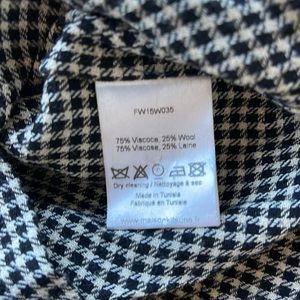 FW15W035
75% Viscose, 25% Wool
75% Viscose, 25% Laine
Dry cleaning / Nettoyage à sec
Made in Tunisia
Fabriqué en Tunisie
www.maisonkitsune.fr